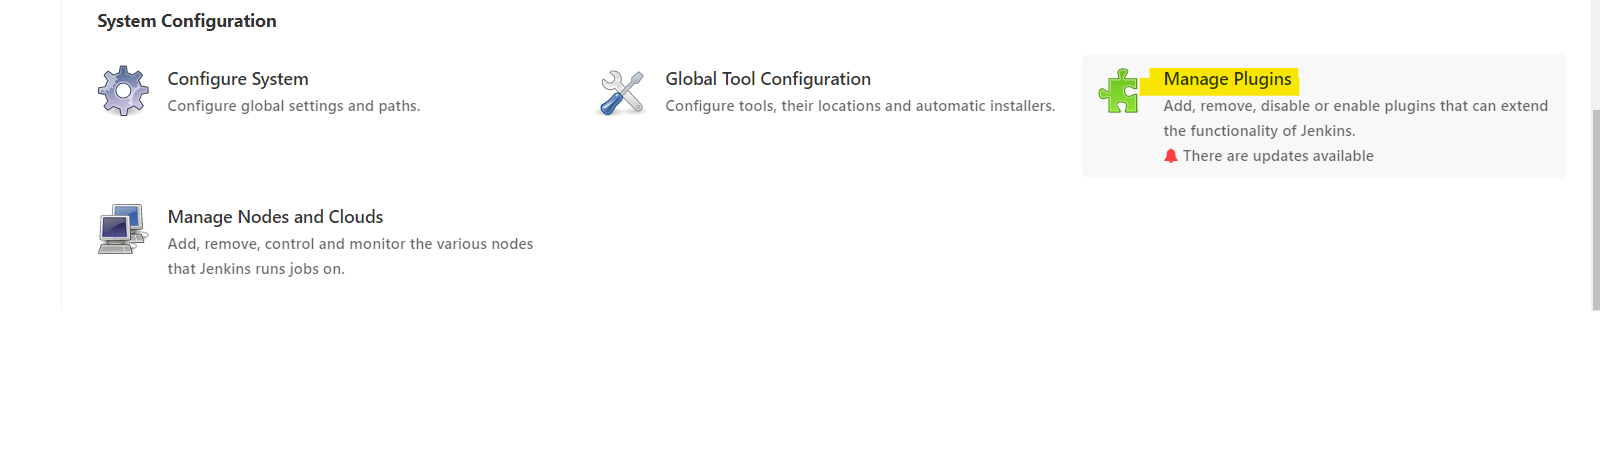 System Configuration
Configure System
Configure global settings and paths.
Global Tool Configuration
Configure tools, their locations and automatic installers.
Manage Plugins
Add, remove, disable or enable plugins that can extend
the functionality of Jenkins.
There are updates available
Manage Nodes and Clouds
Add, remove, control and monitor the various nodes
that Jenkins runs jobs on.